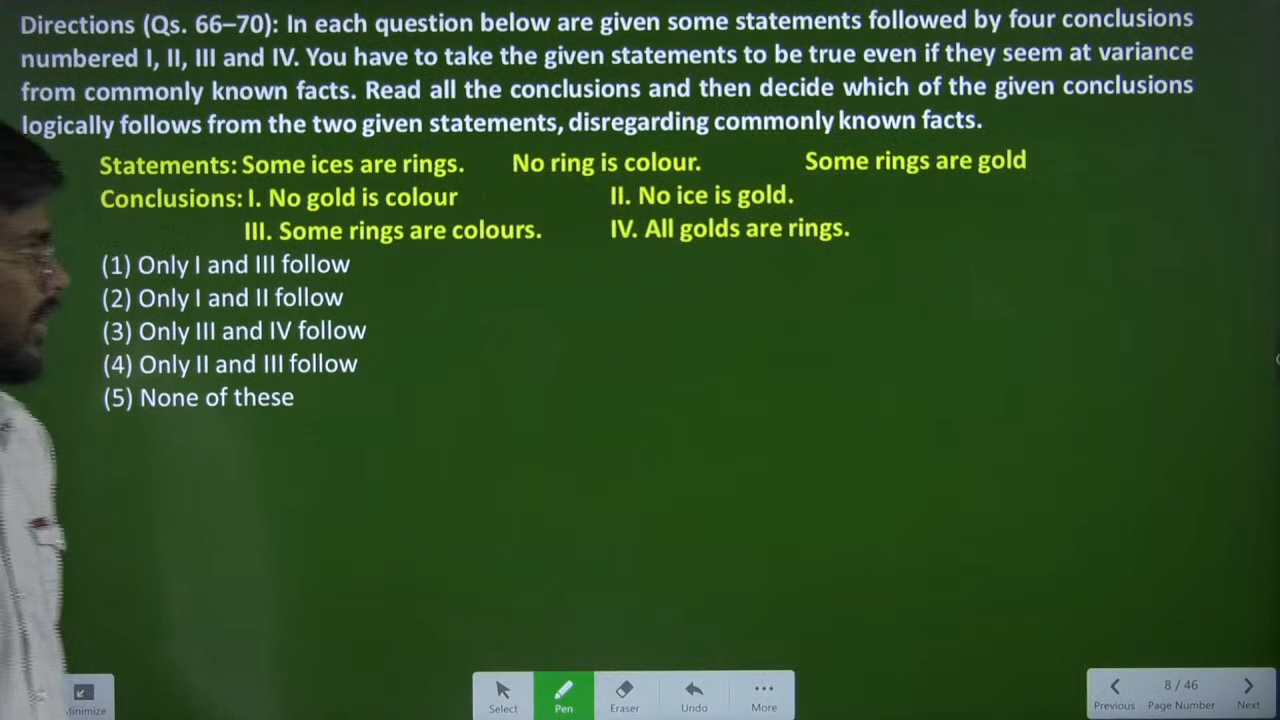 Directions (Qs. 66–70): In each question below are given some statements followed by four conclusions
numbered I, II, III and IV. You have to take the given statements to be true even if they seem at variance
from commonly known facts. Read all the conclusions and then decide which of the given conclusions
logically follows from the two given statements, disregarding commonly known facts.
Statements: Some ices are rings. No ring is colour. Some rings are gold
Conclusions: I. No gold is colour II. No ice is gold.
III. Some rings are colours. IV. All golds are rings.
(1) Only I and III follow
(2) Only I and II follow
(3) Only III and IV follow
(4) Only II and III follow
(5) None of these
Minimize Select Pen Eraser Undo More Previous 8 / 46 Page Number Next